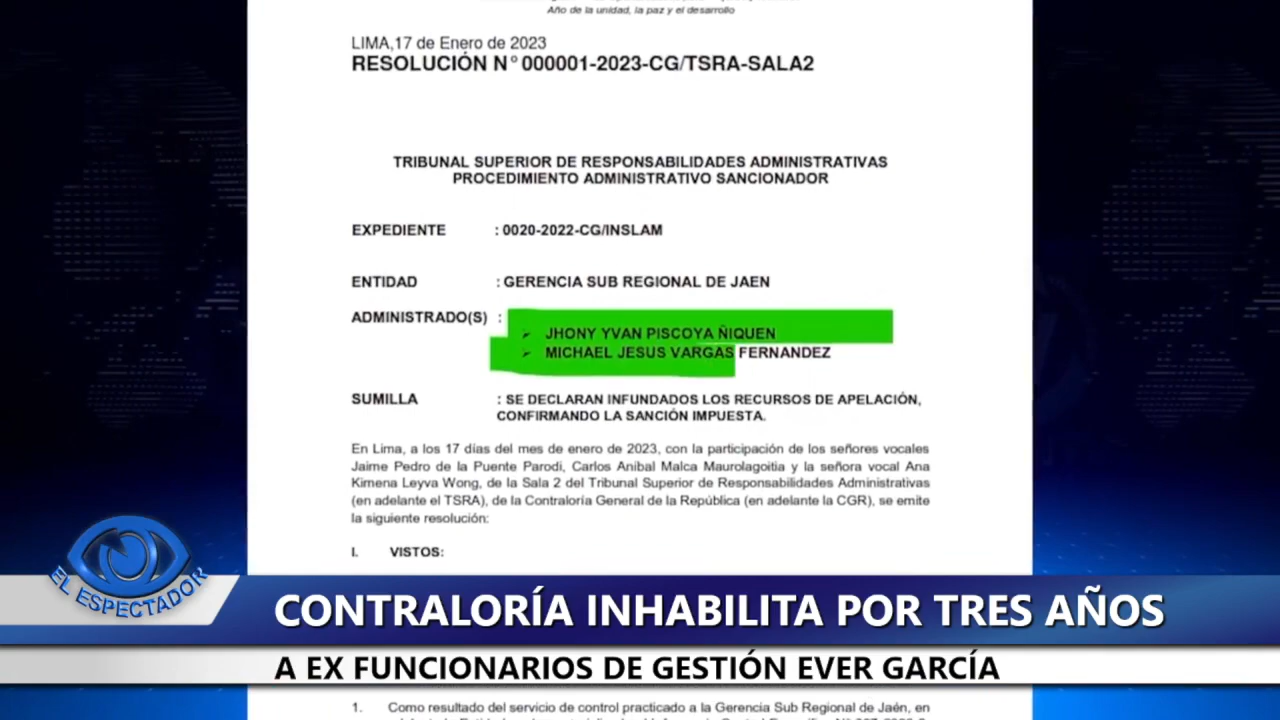 Año de la unidad, la paz y el desarrollo
LIMA,17 de Enero de 2023
RESOLUCIÓN N° 000001-2023-CG/TSRA-SALA2
TRIBUNAL SUPERIOR DE RESPONSABILIDADES ADMINISTRATIVAS
PROCEDIMIENTO ADMINISTRATIVO SANCIONADOR
EXPEDIENTE : 0020-2022-CG/INSLAM
ENTIDAD : GERENCIA SUB REGIONAL DE JAEN
ADMINISTRADO(S) :
➢ JHONY YVAN PISCOYA ÑIQUEN
➢ MICHAEL JESUS VARGAS FERNANDEZ
SUMILLA : SE DECLARAN INFUNDADOS LOS RECURSOS DE APELACIÓN,
CONFIRMANDO LA SANCIÓN IMPUESTA.
En Lima, a los 17 días del mes de enero de 2023, con la participación de los señores vocales
Jaime Pedro de la Puente Parodi, Carlos Anibal Malca Maurolagoitia y la señora vocal Ana
Kimena Leyva Wong, de la Sala 2 del Tribunal Superior de Responsabilidades Administrativas
(en adelante el TSRA), de la Contraloría General de la República (en adelante la CGR), se emite
la siguiente resolución:
I. VISTOS:
EL ESPECTADOR
CONTRALORÍA INHABILITA POR TRES AÑOS
A EX FUNCIONARIOS DE GESTIÓN EVER GARCÍA
1. Como resultado del servicio de control practicado a la Gerencia Sub Regional de Jaén, en